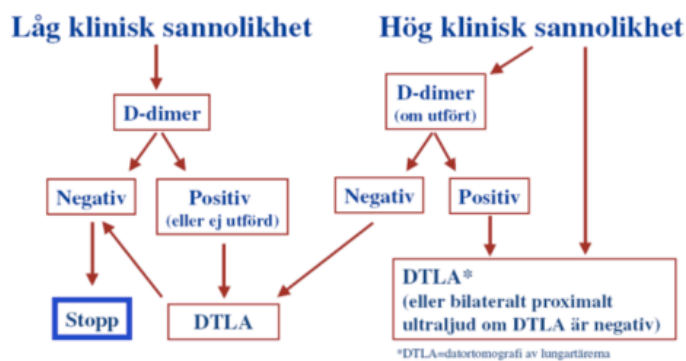 Låg klinisk sannolikhet
Hög klinisk sannolikhet
D-dimer
D-dimer
(om utfört)
Negativ
Positiv
(eller ej utförd)
Negativ
Positiv
Stopp
DTLA
DTLA*
(eller bilateralt proximalt
ultraljud om DTLA är negativ)
*DTLA=datortomografi av lungartärerna